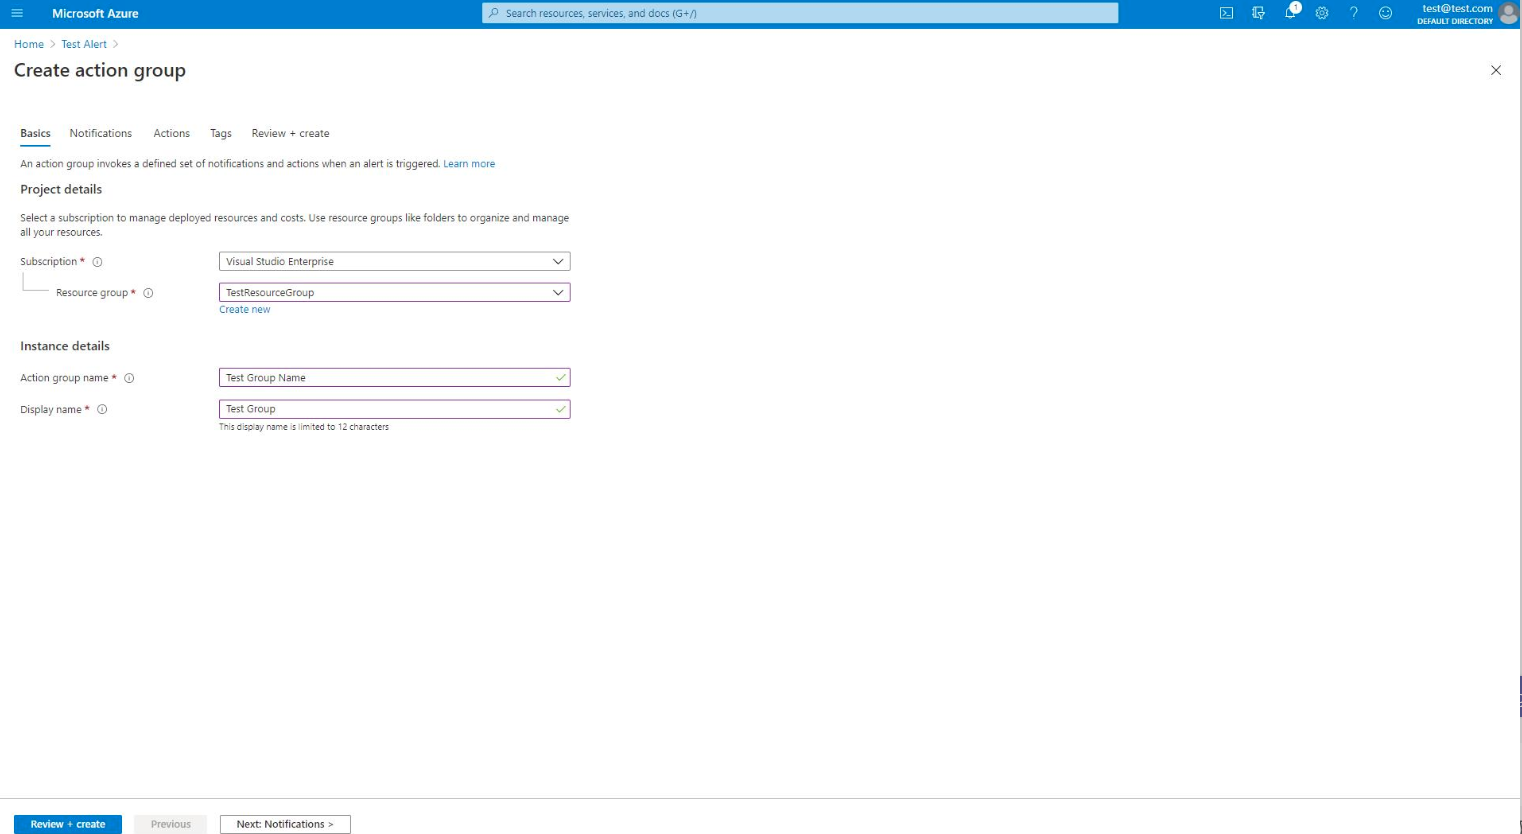 Microsoft Azure
Search resources, services, and docs (G+/)
1
test@test.com
DEFAULT DIRECTORY
Home > Test Alert >
Create action group
Basics Notifications Actions Tags Review + create
An action group invokes a defined set of notifications and actions when an alert is triggered. Learn more
Project details
Select a subscription to manage deployed resources and costs. Use resource groups like folders to organize and manage
all your resources.
Subscription * Visual Studio Enterprise
Resource group * TestResourceGroup
Create new
Instance details
Action group name * Test Group Name
Display name * Test Group
This display name is limited to 12 characters
Review + create Previous Next: Notifications >